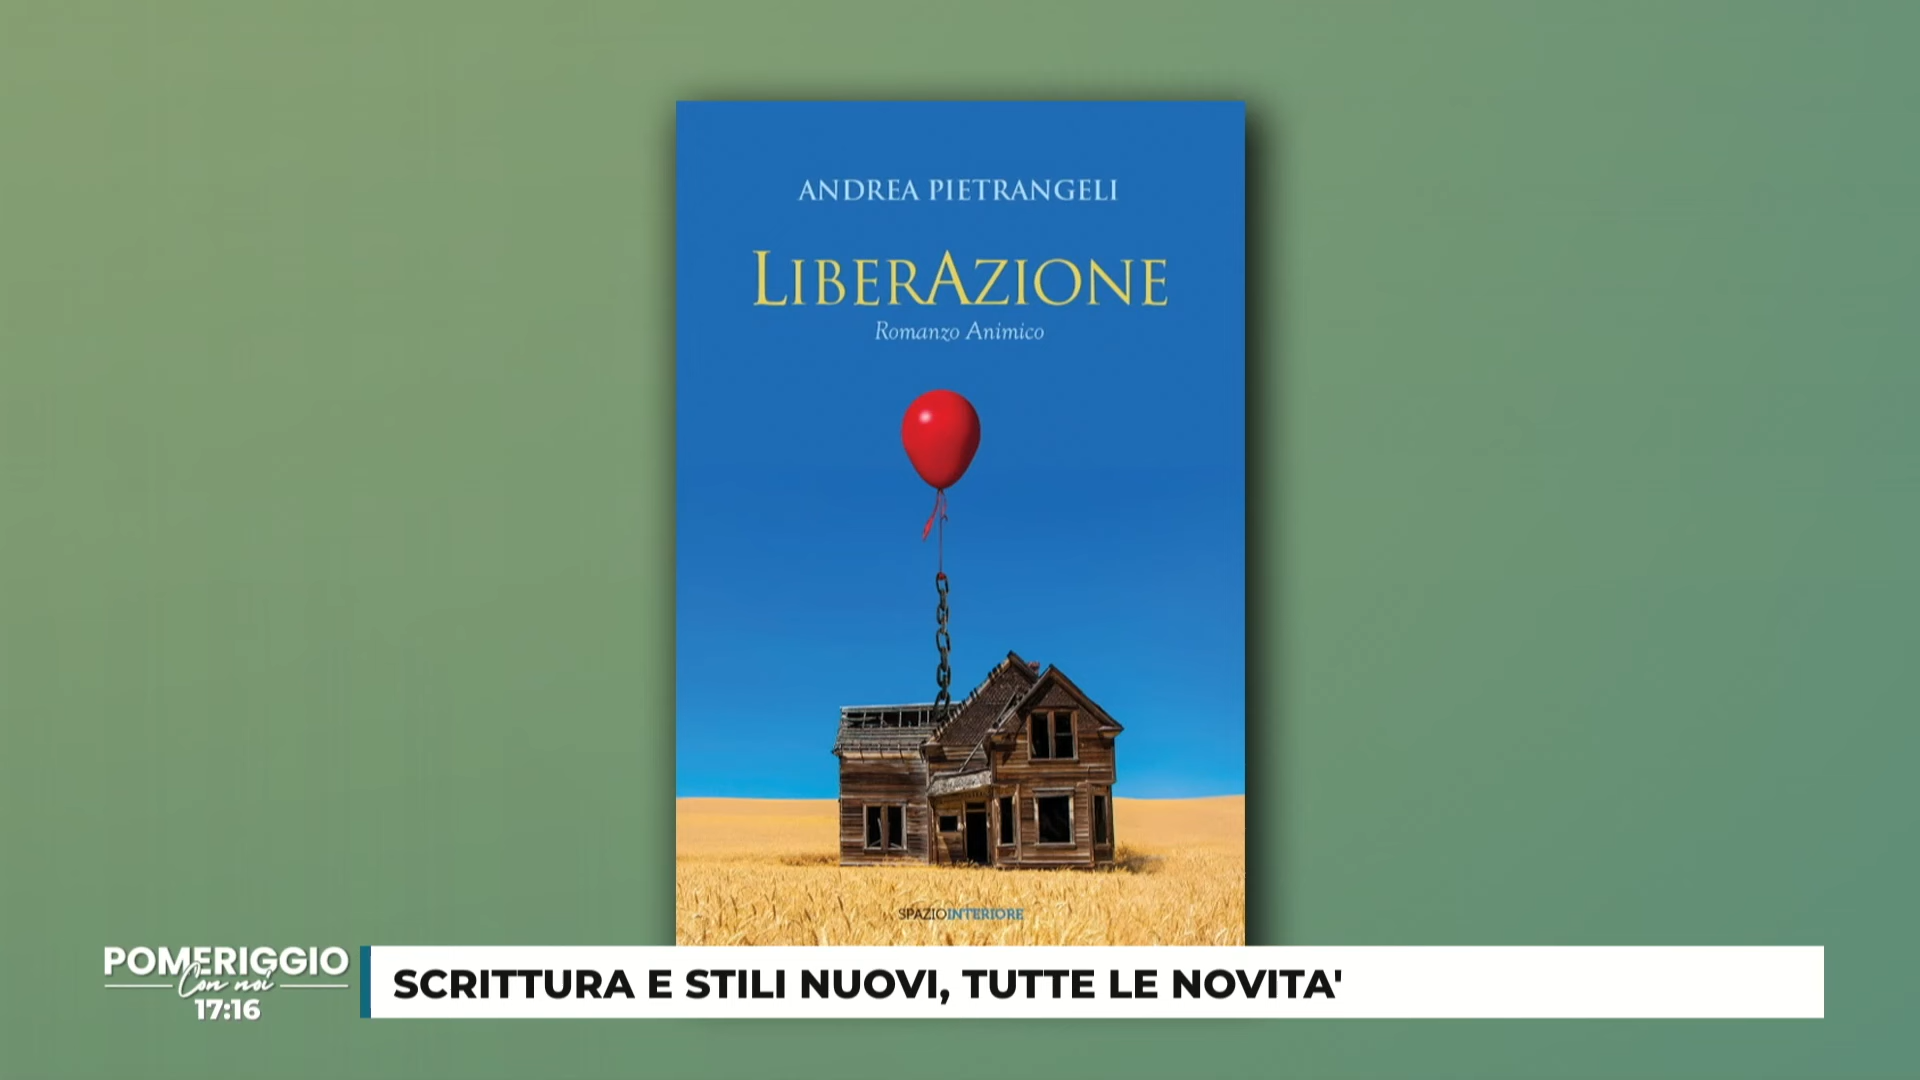 ANDREA PIETRANGELI
LIBERAZIONE
Romanzo Animico
SPAZIOINTERIORE
POMERIGGIO
Con noi
17:16
SCRITTURA E STILI NUOVI, TUTTE LE NOVITA'